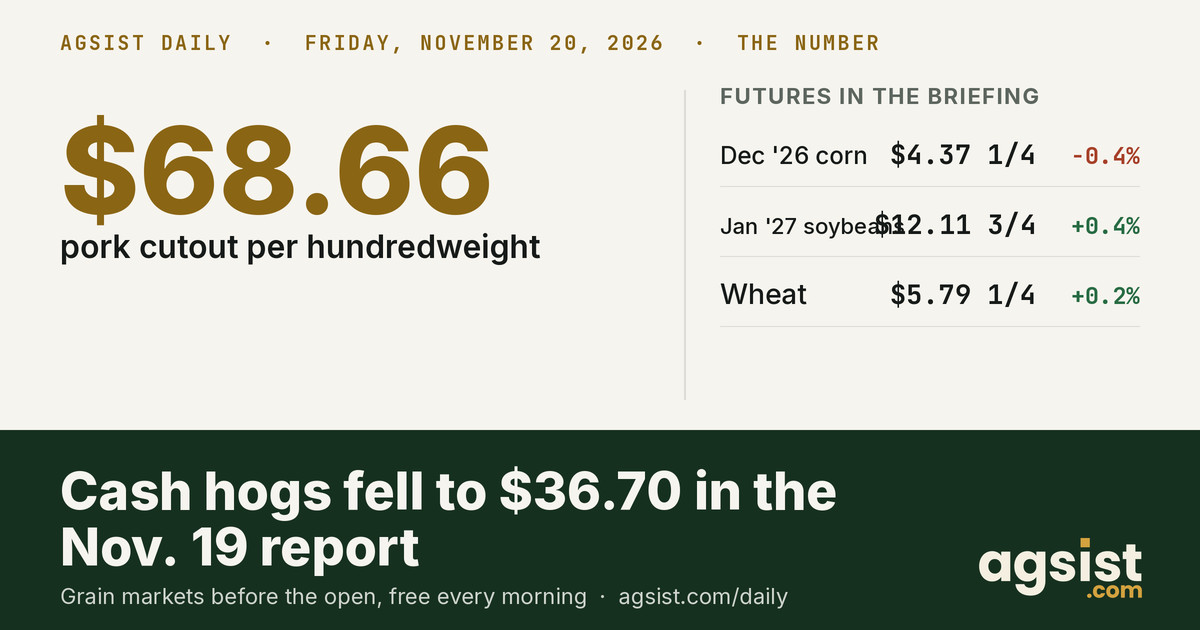 AGSIST DAILY · FRIDAY, NOVEMBER 20, 2026 · THE NUMBER
$68.66
pork cutout per hundredweight
FUTURES IN THE BRIEFING
Dec '26 corn $4.37 1/4 -0.4%
Jan '27 soybeans $12.11 3/4 +0.4%
Wheat $5.79 1/4 +0.2%
Cash hogs fell to $36.70 in the
Nov. 19 report
Grain markets before the open, free every morning · agsist.com/daily
agsist
.com